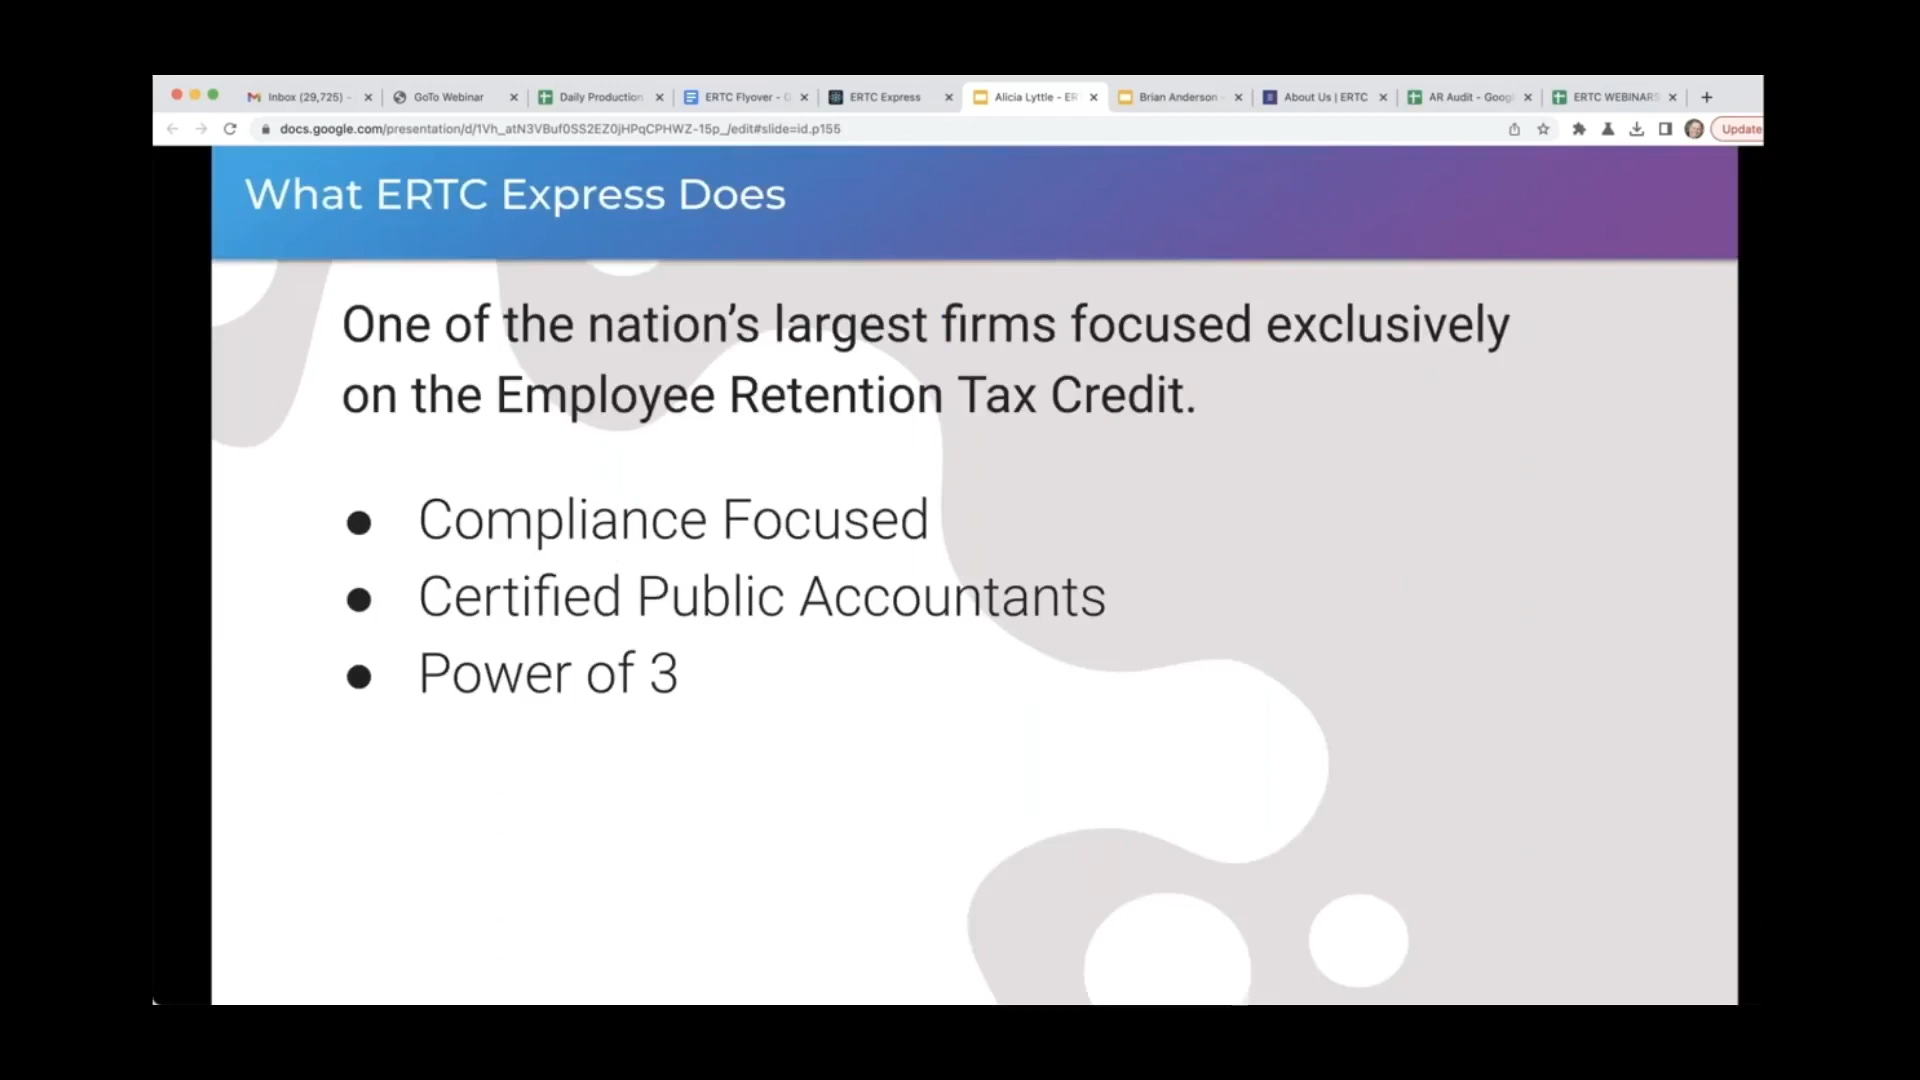 Inbox (29,725) -
GoTo Webinar
Daily Production
ERTC Flyover - G
ERTC Express
Alicia Lyttle - ER
Brian Anderson -
About Us | ERTC
AR Audit - Googl
ERTC WEBINARS
docs.google.com/presentation/d/1Vh_atN3VBuf0SS2EZ0jHPqCPHWZ-15p_/edit#slide=id.p155
Update
What ERTC Express Does
One of the nation's largest firms focused exclusively
on the Employee Retention Tax Credit.
● Compliance Focused
● Certified Public Accountants
● Power of 3